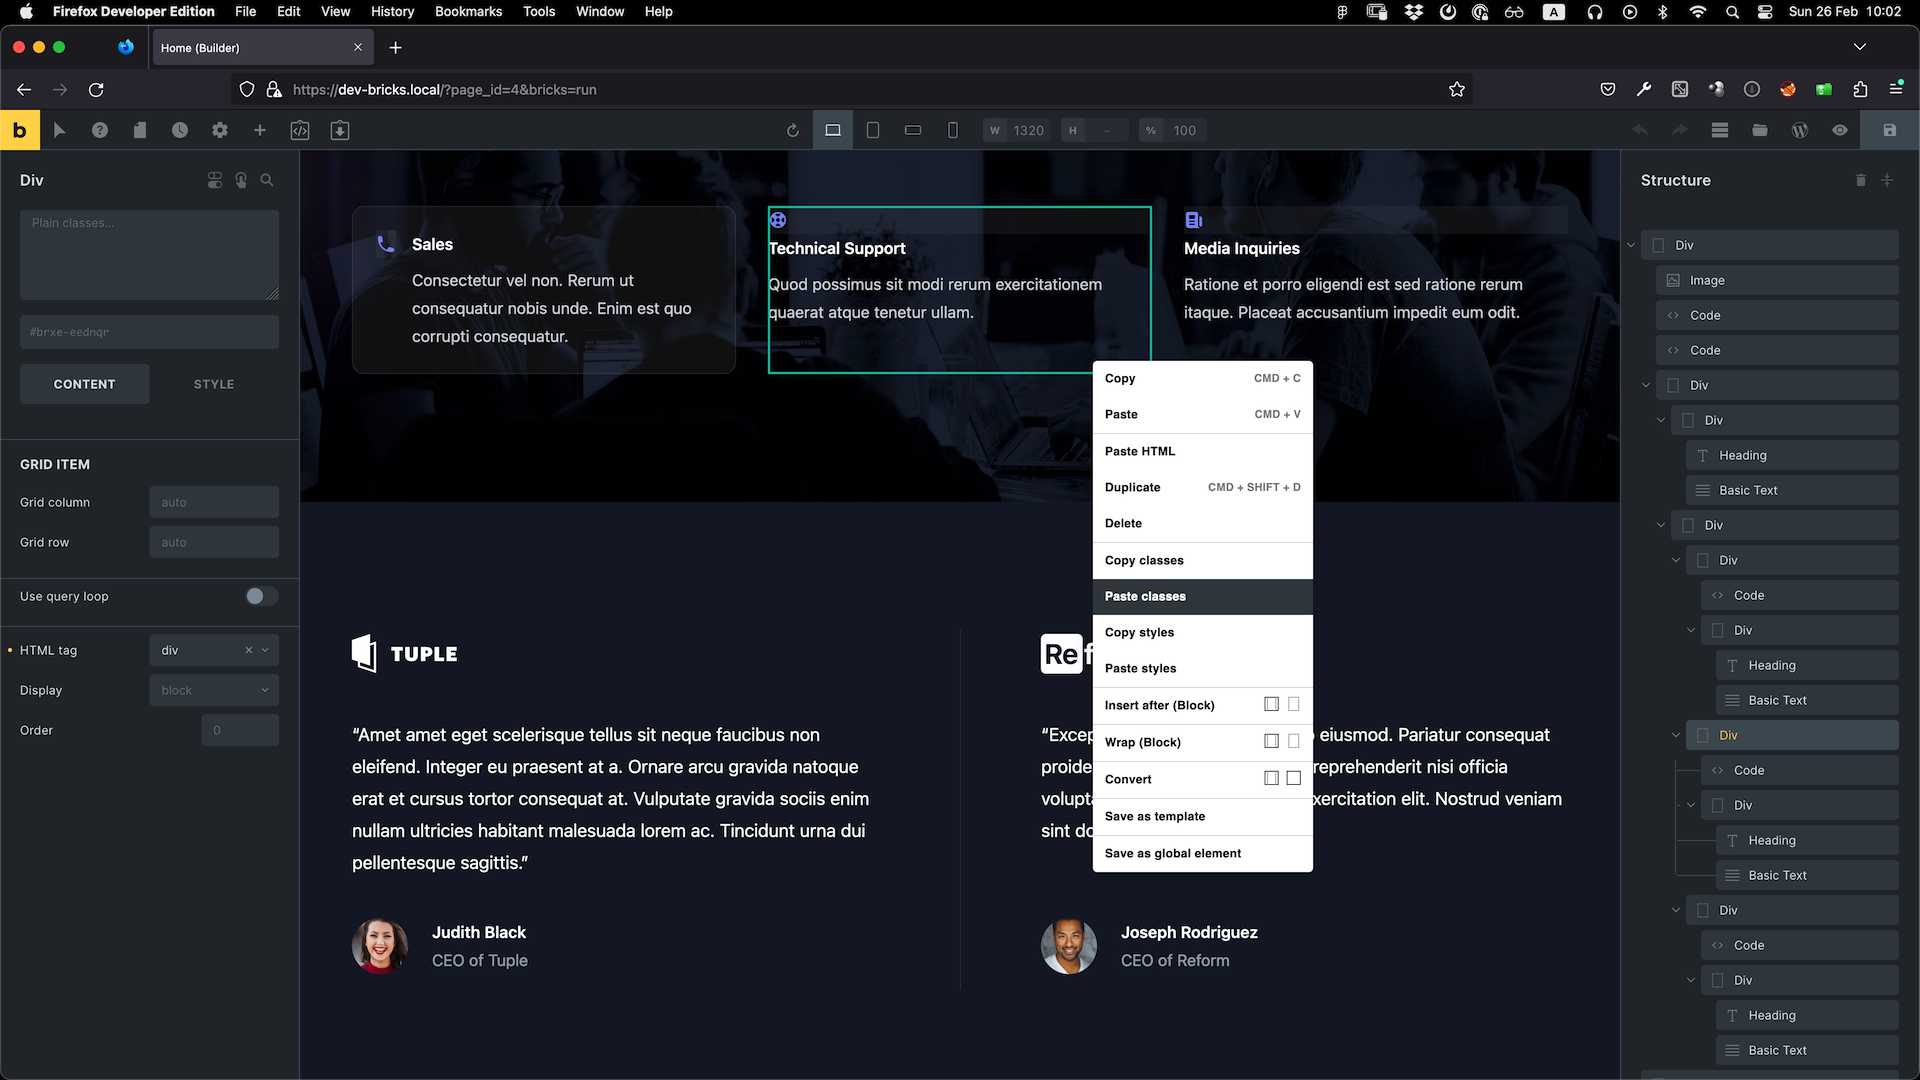 Firefox Developer Edition File Edit View History Bookmarks Tools Window Help A Sun 26 Feb 10:02
Home (Builder)
https://dev-bricks.local/?page_id=4&bricks=run
b W 1320 H - % 100
Div
Plain classes...
#brxe-eednqr
CONTENT STYLE
GRID ITEM
Grid column auto
Grid row auto
Use query loop
HTML tag div
Display block
Order 0
Sales
Consectetur vel non. Rerum ut
consequatur nobis unde. Enim est quo
corrupti consequatur.
Technical Support
Quod possimus sit modi rerum exercitationem
quaerat atque tenetur ullam.
Media Inquiries
Ratione et porro eligendi est sed ratione rerum
itaque. Placeat accusantium impedit eum odit.
Copy CMD + C
Paste CMD + V
Paste HTML
Duplicate CMD + SHIFT + D
Delete
Copy classes
Paste classes
Copy styles
Paste styles
Insert after (Block)
Wrap (Block)
Convert
Save as template
Save as global element
TUPLE
“Amet amet eget scelerisque tellus sit neque faucibus non
eleifend. Integer eu praesent at a. Ornare arcu gravida natoque
erat et cursus tortor consequat at. Vulputate gravida sociis enim
nullam ultricies habitant malesuada lorem ac. Tincidunt urna dui
pellentesque sagittis.”
Judith Black
CEO of Tuple
Re
eiusmod. Pariatur consequat
reprehenderit nisi officia
Nostrud veniam
sint
Joseph Rodriguez
CEO of Reform
Structure
Div
Image
Code
Code
Div
Div
Heading
Basic Text
Div
Div
Code
Div
Heading
Basic Text
Div
Code
Div
Heading
Basic Text
Div
Code
Div
Heading
Basic Text